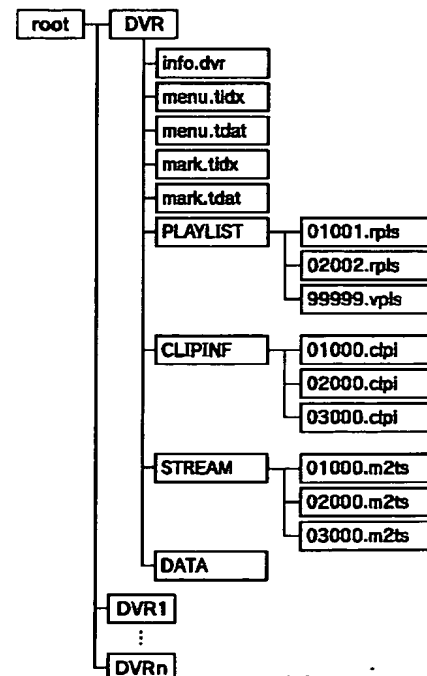 root DVR
info.dvr
menu.tidx
menu.tdat
mark.tidx
mark.tdat
PLAYLIST 01001.rpls
02002.rpls
99999.vpls
CLIPINF 01000.clpi
02000.clpi
03000.clpi
STREAM 01000.m2ts
02000.m2ts
03000.m2ts
DATA
DVR1
DVRn